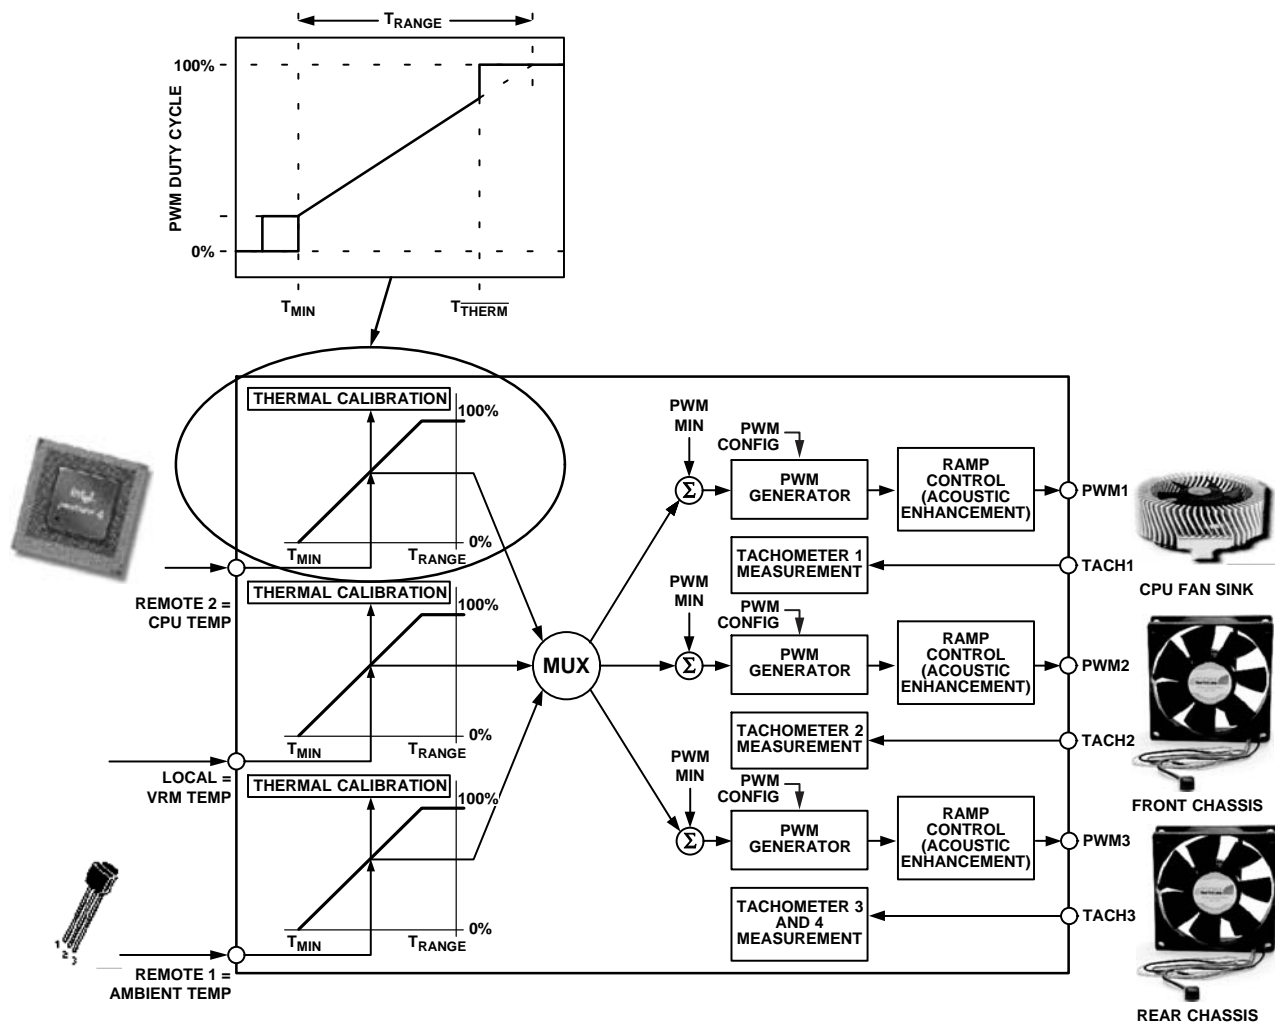 TRANGE
100%
PWM DUTY CYCLE
0%
TMIN
TTHERM
THERMAL CALIBRATION
100%
0%
TMIN
TRANGE
REMOTE 2 =
CPU TEMP
THERMAL CALIBRATION
100%
0%
TMIN
TRANGE
LOCAL =
VRM TEMP
THERMAL CALIBRATION
100%
0%
TMIN
TRANGE
REMOTE 1 =
AMBIENT TEMP
1
2
3
MUX
PWM
MIN
Σ
PWM
CONFIG
PWM
GENERATOR
RAMP
CONTROL
(ACOUSTIC
ENHANCEMENT)
PWM1
TACHOMETER 1
MEASUREMENT
TACH1
CPU FAN SINK
PWM
MIN
Σ
PWM
CONFIG
PWM
GENERATOR
RAMP
CONTROL
(ACOUSTIC
ENHANCEMENT)
PWM2
TACHOMETER 2
MEASUREMENT
TACH2
FRONT CHASSIS
PWM
MIN
Σ
PWM
CONFIG
PWM
GENERATOR
RAMP
CONTROL
(ACOUSTIC
ENHANCEMENT)
PWM3
TACHOMETER 3
AND 4
MEASUREMENT
TACH3
REAR CHASSIS